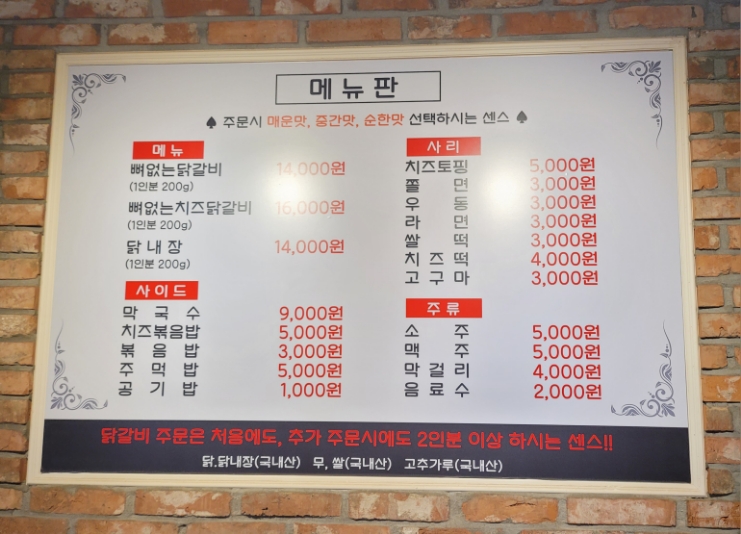 메뉴판
♠ 주문시 매운맛, 중간맛, 순한맛 선택하시는 센스 ♠
메뉴
뼈없는닭갈비 14,000원
(1인분 200g)
뼈없는치즈닭갈비 16,000원
(1인분 200g)
닭내장 14,000원
(1인분 200g)
사이드
막국수 9,000원
치즈볶음밥 5,000원
볶음밥 3,000원
주먹밥 5,000원
공기밥 1,000원
사리
치즈토핑 5,000원
쫄면 3,000원
우동 3,000원
라면 3,000원
쌀떡 3,000원
치즈떡 4,000원
고구마 3,000원
주류
소주 5,000원
맥주 5,000원
막걸리 4,000원
음료수 2,000원
닭갈비 주문은 처음에도, 추가 주문시에도 2인분 이상 하시는 센스!!
닭,닭내장(국내산) 무, 쌀(국내산) 고추가루(국내산)